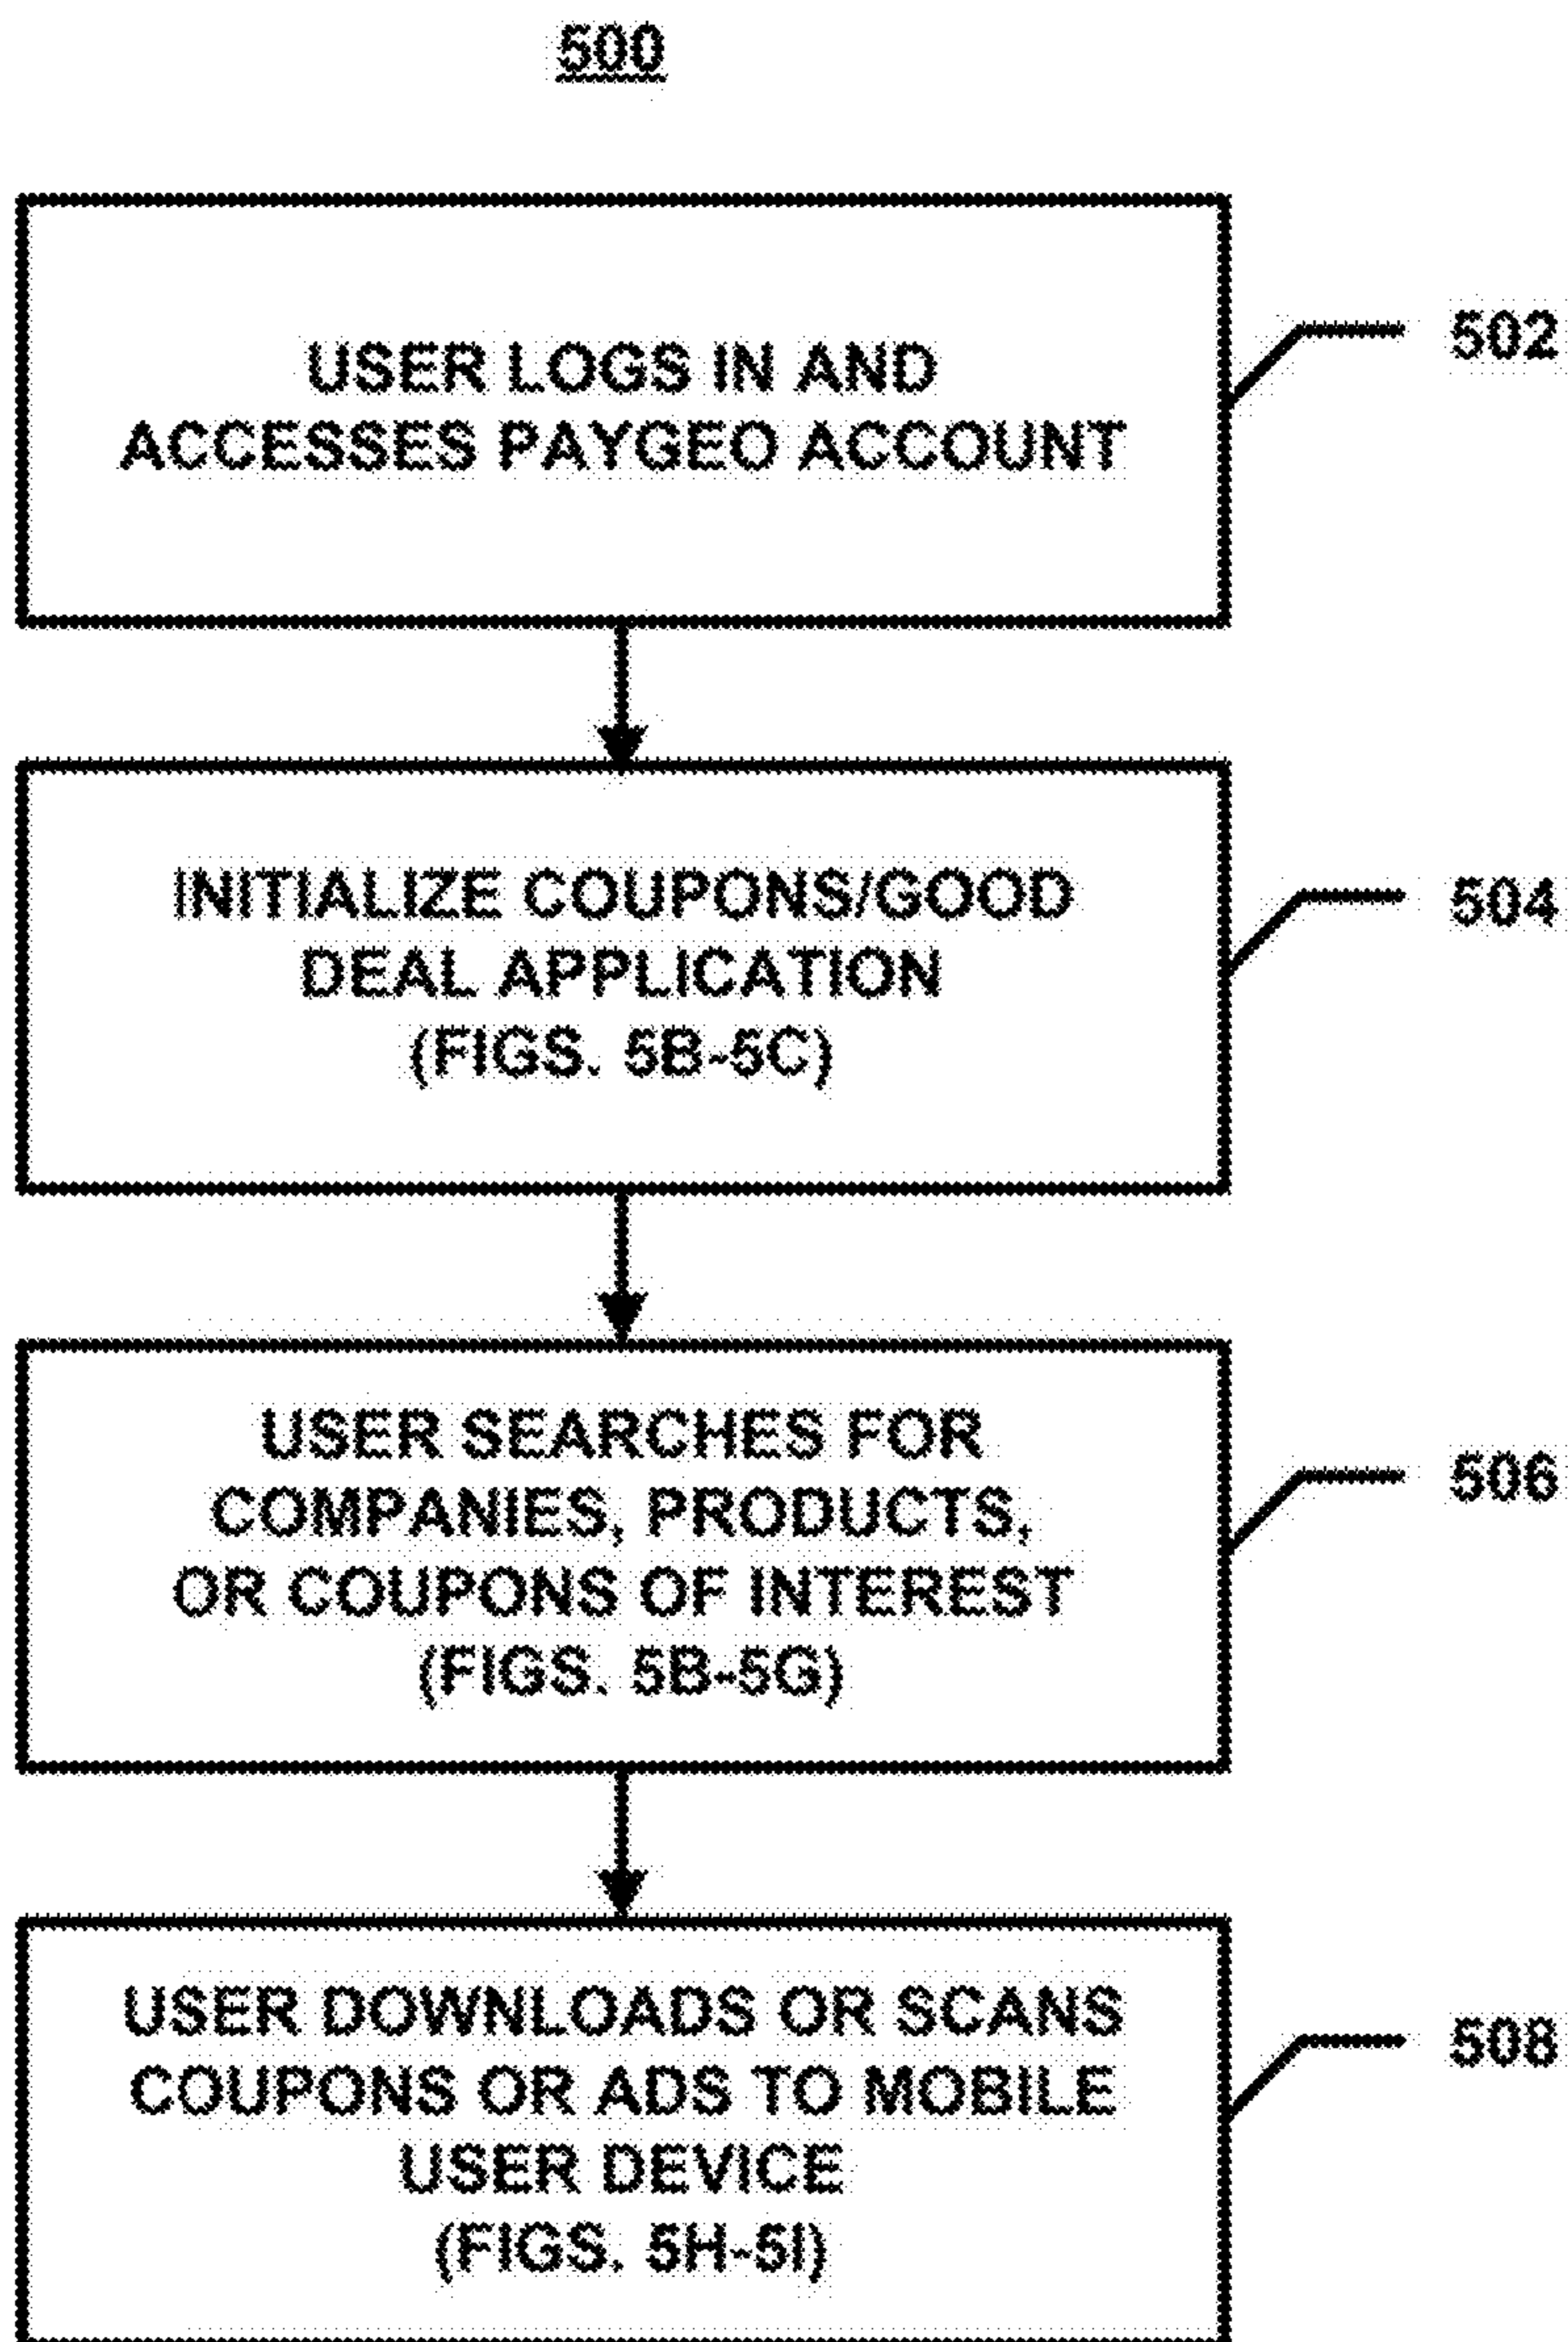 500
USER LOGS IN AND
ACCESSES PAYGEO ACCOUNT
502
INITIALIZE COUPONS/GOOD
DEAL APPLICATION
(FIGS. 5B-5C)
504
USER SEARCHES FOR
COMPANIES, PRODUCTS,
OR COUPONS OF INTEREST
(FIGS. 5B-5G)
506
USER DOWNLOADS OR SCANS
COUPONS OR ADS TO MOBILE
USER DEVICE
(FIGS. 5H-5I)
508